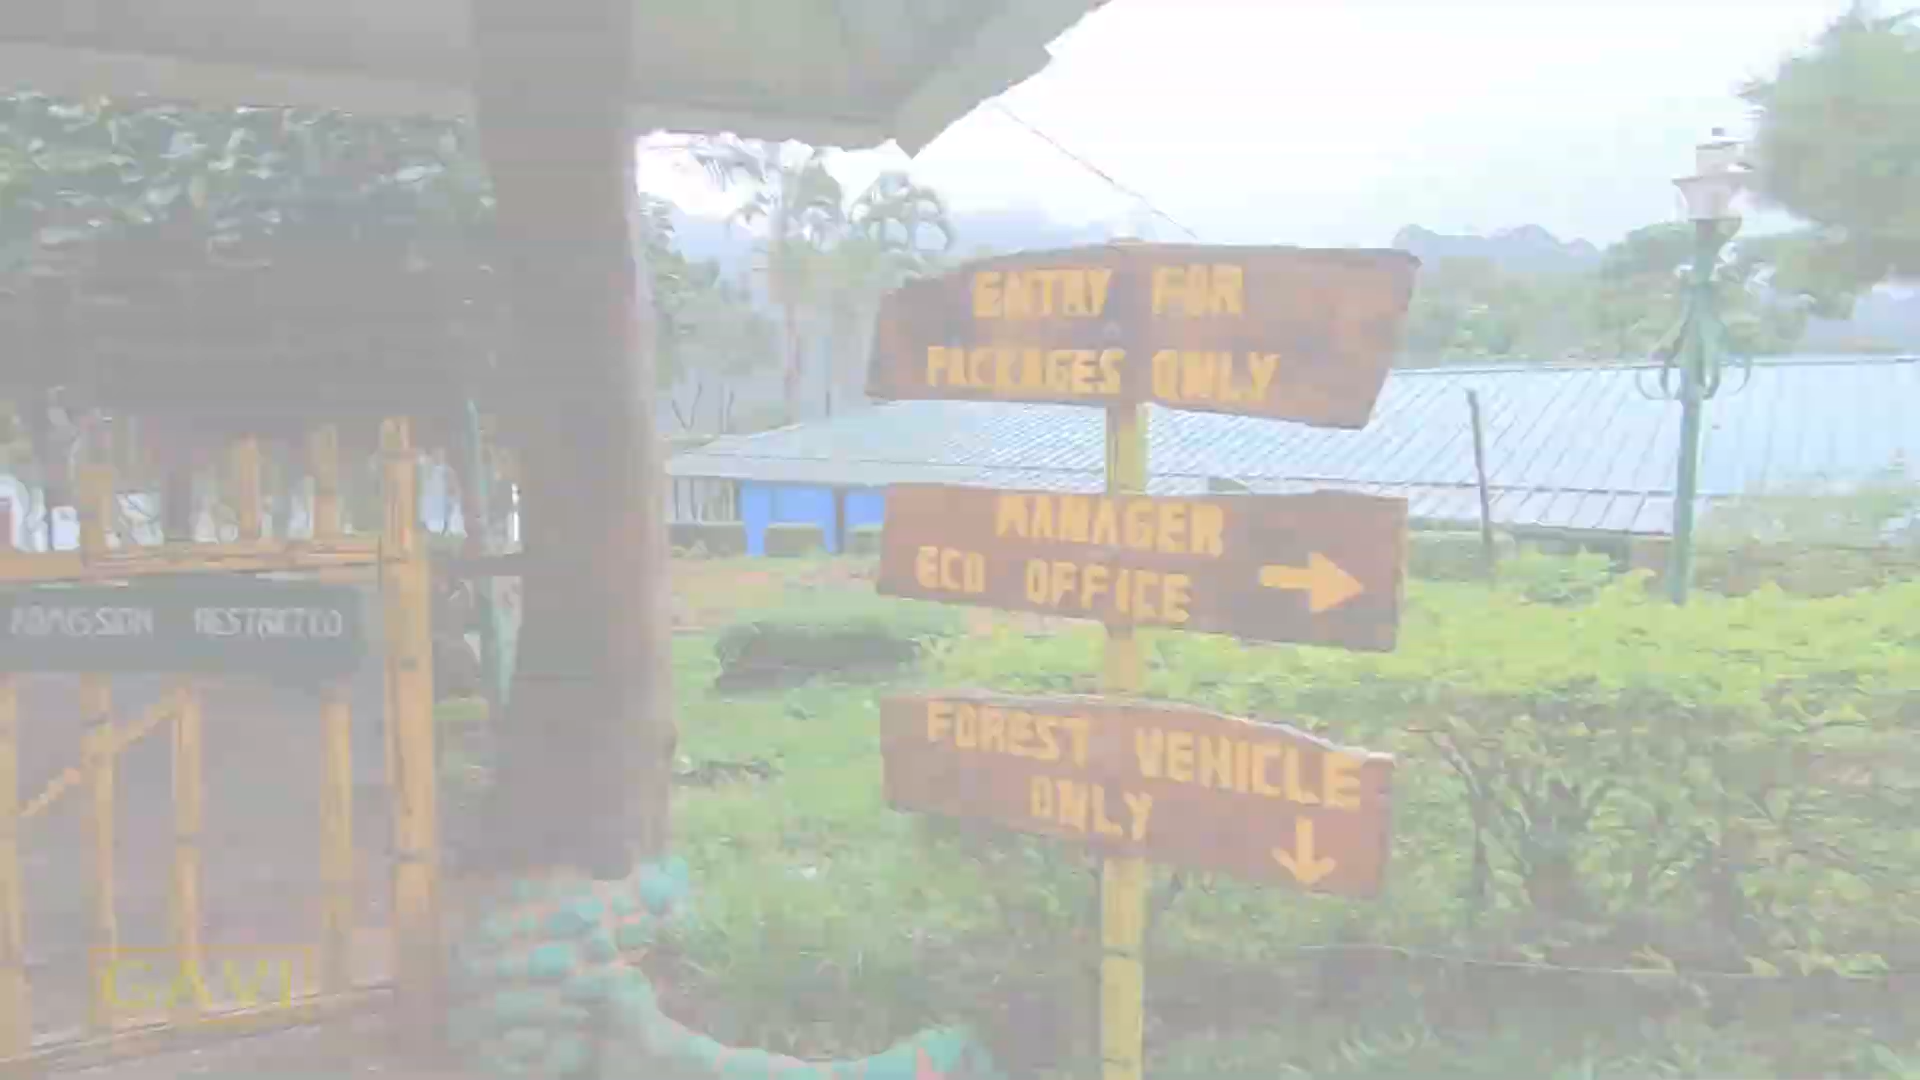 ENTRY FOR
PACKAGES ONLY
MANAGER
ECO OFFICE
FOREST VEHICLE
ONLY
ADMISSION RESTRICTED
GAVI